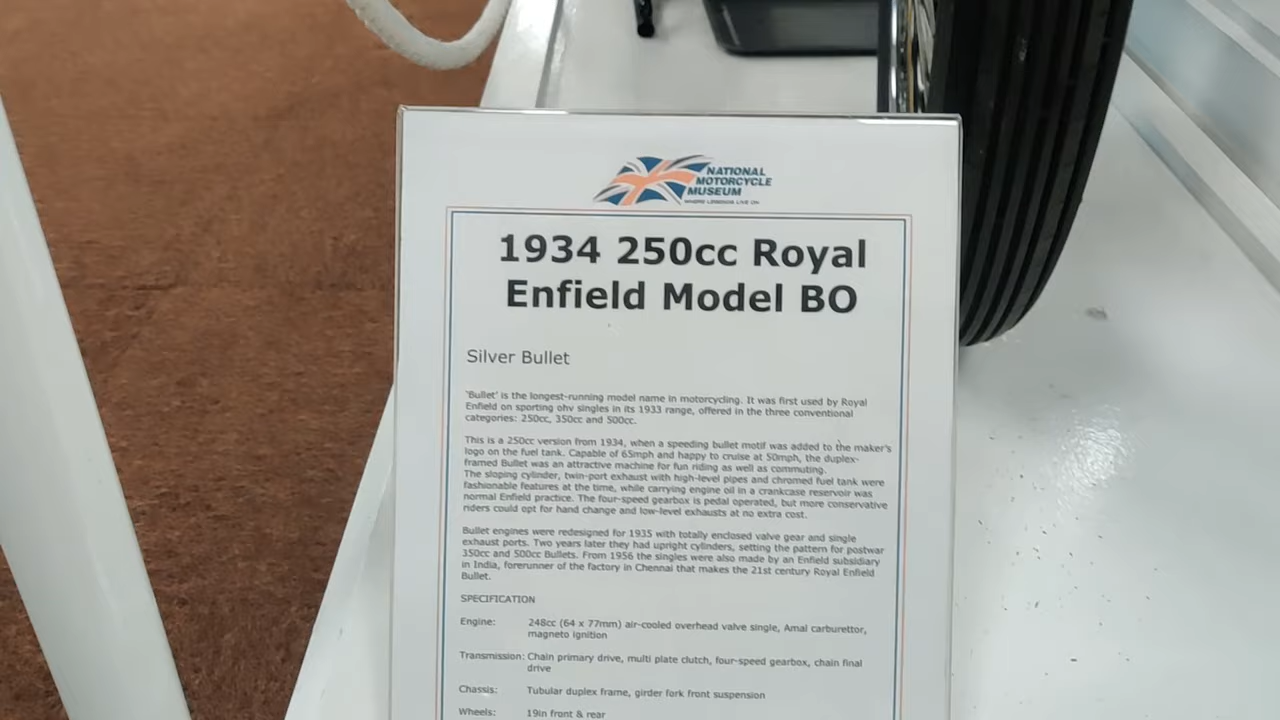 NATIONAL
MOTORCYCLE
MUSEUM
WHERE LEGENDS LIVE ON
1934 250cc Royal
Enfield Model BO
Silver Bullet
'Bullet' is the longest-running model name in motorcycling. It was first used by Royal
Enfield on sporting ohv singles in its 1933 range, offered in the three conventional
categories: 250cc, 350cc and 500cc.
This is a 250cc version from 1934, when a speeding bullet motif was added to the maker's
logo on the fuel tank. Capable of 65mph and happy to cruise at 50mph, the duplex-
framed Bullet was an attractive machine for fun riding as well as commuting.
The sloping cylinder, twin-port exhaust with high-level pipes and chromed fuel tank were
fashionable features at the time, while carrying engine oil in a crankcase reservoir was
normal Enfield practice. The four-speed gearbox is pedal operated, but more conservative
riders could opt for hand change and low-level exhausts at no extra cost.
Bullet engines were redesigned for 1935 with totally enclosed valve gear and single
exhaust ports. Two years later they had upright cylinders, setting the pattern for postwar
350cc and 500cc Bullets. From 1956 the singles were also made by an Enfield subsidiary
in India, forerunner of the factory in Chennai that makes the 21st century Royal Enfield
Bullet.
SPECIFICATION
Engine: 248cc (64 x 77mm) air-cooled overhead valve single, Amal carburettor,
magneto ignition
Transmission: Chain primary drive, multi plate clutch, four-speed gearbox, chain final
drive
Chassis: Tubular duplex frame, girder fork front suspension
Wheels: 19in front & rear